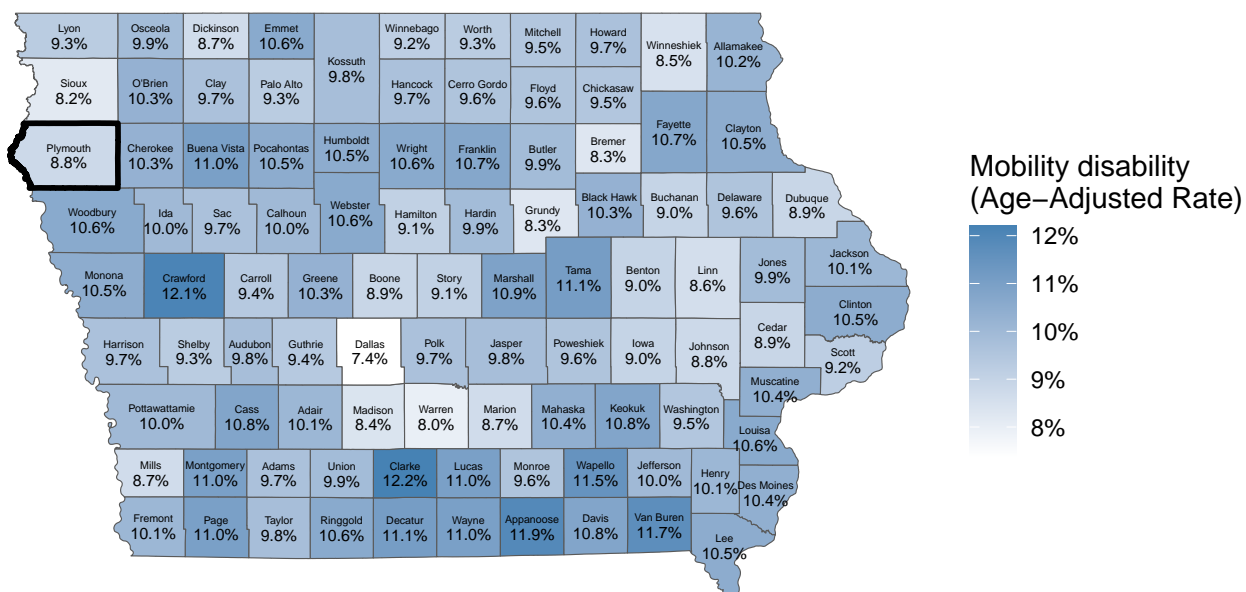 Lyon
9.3%
Osceola
9.9%
Dickinson
8.7%
Emmet
10.6%
Kossuth
9.8%
Winnebago
9.2%
Worth
9.3%
Mitchell
9.5%
Howard
9.7%
Winneshiek
8.5%
Allamakee
10.2%
Sioux
8.2%
O'Brien
10.3%
Clay
9.7%
Palo Alto
9.3%
Hancock
9.7%
Cerro Gordo
9.6%
Floyd
9.6%
Chickasaw
9.5%
Fayette
10.7%
Clayton
10.5%
Plymouth
8.8%
Cherokee
10.3%
Buena Vista
11.0%
Pocahontas
10.5%
Humboldt
10.5%
Wright
10.6%
Franklin
10.7%
Butler
9.9%
Bremer
8.3%
Woodbury
10.6%
Ida
10.0%
Sac
9.7%
Calhoun
10.0%
Webster
10.6%
Hamilton
9.1%
Hardin
9.9%
Grundy
8.3%
Black Hawk
10.3%
Buchanan
9.0%
Delaware
9.6%
Dubuque
8.9%
Monona
10.5%
Crawford
12.1%
Carroll
9.4%
Greene
10.3%
Boone
8.9%
Story
9.1%
Marshall
10.9%
Tama
11.1%
Benton
9.0%
Linn
8.6%
Jones
9.9%
Jackson
10.1%
Clinton
10.5%
Harrison
9.7%
Shelby
9.3%
Audubon
9.8%
Guthrie
9.4%
Dallas
7.4%
Polk
9.7%
Jasper
9.8%
Poweshiek
9.6%
Iowa
9.0%
Johnson
8.8%
Cedar
8.9%
Scott
9.2%
Muscatine
10.4%
Pottawattamie
10.0%
Cass
10.8%
Adair
10.1%
Madison
8.4%
Warren
8.0%
Marion
8.7%
Mahaska
10.4%
Keokuk
10.8%
Washington
9.5%
Louisa
10.6%
Mills
8.7%
Montgomery
11.0%
Adams
9.7%
Union
9.9%
Clarke
12.2%
Lucas
11.0%
Monroe
9.6%
Wapello
11.5%
Jefferson
10.0%
Henry
10.1%
Des Moines
10.4%
Fremont
10.1%
Page
11.0%
Taylor
9.8%
Ringgold
10.6%
Decatur
11.1%
Wayne
11.0%
Appanoose
11.9%
Davis
10.8%
Van Buren
11.7%
Lee
10.5%
Mobility disability
(Age−Adjusted Rate)
12%
11%
10%
9%
8%